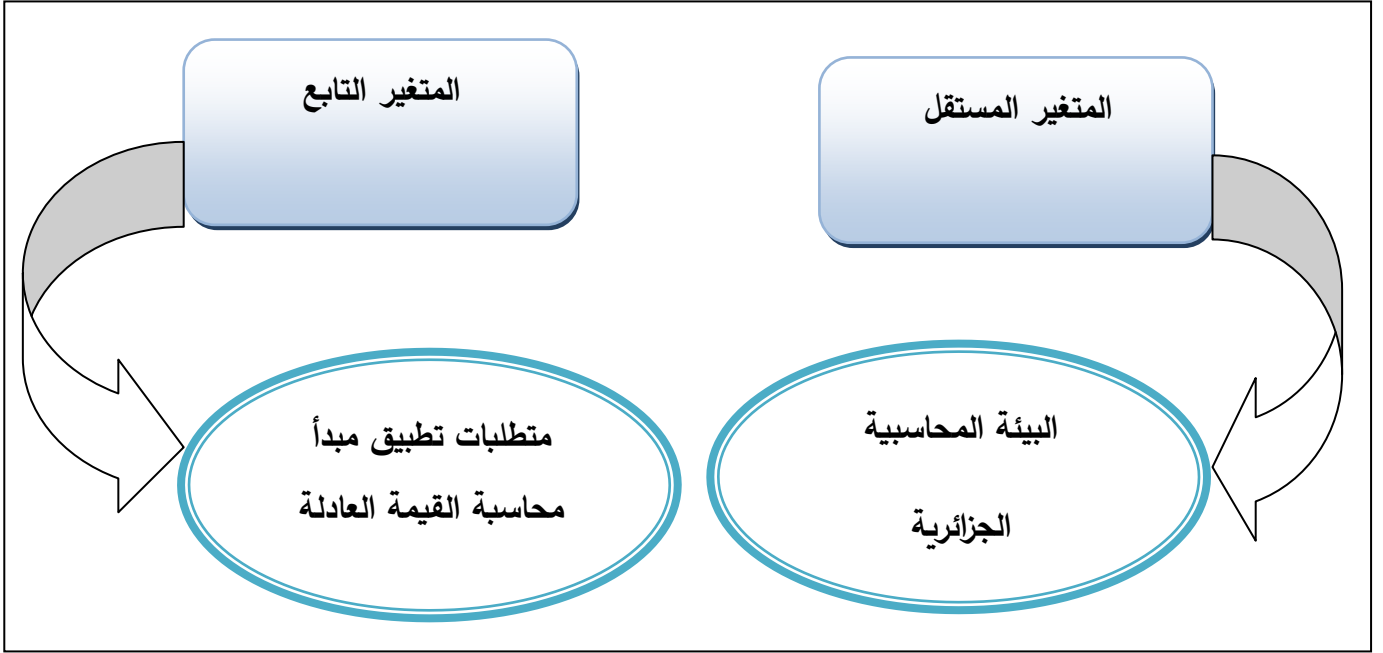 المتغير المستقل
المتغير التابع
البيئة المحاسبية
الجزائرية
متطلبات تطبيق مبدأ
محاسبة القيمة العادلة